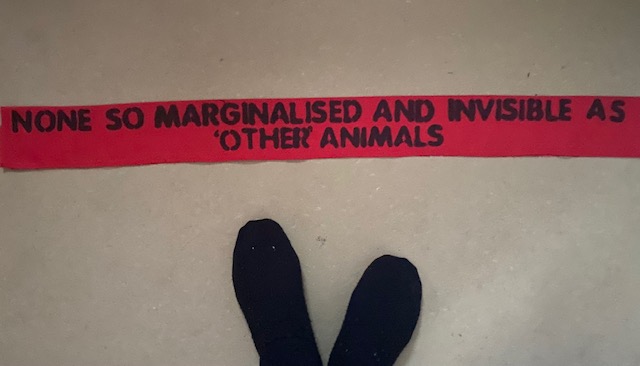 NONE SO MARGINALISED AND INVISIBLE AS
'OTHER' ANIMALS